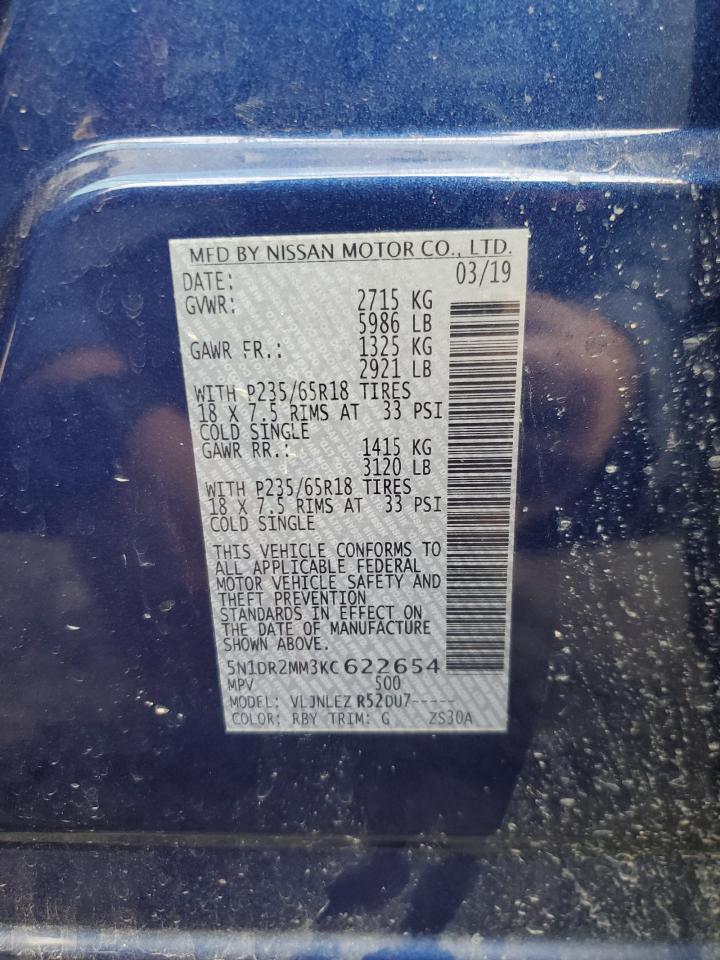 MFD BY NISSAN MOTOR CO., LTD.
DATE: 03/19
GVWR: 2715 KG
5986 LB
GAWR FR.: 1325 KG
2921 LB
WITH P235/65R18 TIRES
18 X 7.5 RIMS AT 33 PSI
COLD SINGLE
GAWR RR.: 1415 KG
3120 LB
WITH P235/65R18 TIRES
18 X 7.5 RIMS AT 33 PSI
COLD SINGLE
THIS VEHICLE CONFORMS TO
ALL APPLICABLE FEDERAL
MOTOR VEHICLE SAFETY AND
THEFT PREVENTION
STANDARDS IN EFFECT ON
THE DATE OF MANUFACTURE
SHOWN ABOVE.
5N1DR2MM3KC622654
MPV 500
MODEL: VLJNLEZ R52DU7-----
COLOR: RBY TRIM: G ZS30A